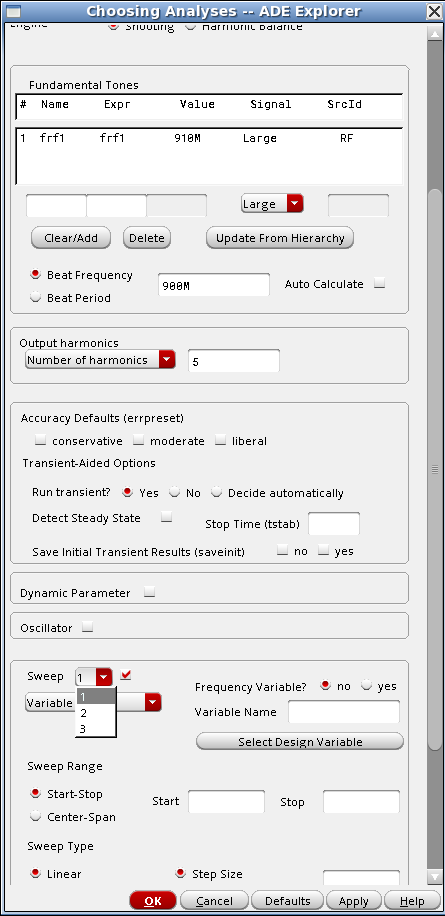 Choosing Analyses -- ADE Explorer
Engine Shooting Harmonic Balance
Fundamental Tones
# Name Expr Value Signal SrcId
1 frf1 frf1 910M Large RF
Large
Clear/Add Delete Update From Hierarchy
Beat Frequency 900M Auto Calculate
Beat Period
Output harmonics
Number of harmonics 5
Accuracy Defaults (errpreset)
conservative moderate liberal
Transient-Aided Options
Run transient? Yes No Decide automatically
Detect Steady State Stop Time (tstab)
Save Initial Transient Results (saveinit) no yes
Dynamic Parameter
Oscillator
Sweep 1
1
2
3
Frequency Variable? no yes
Variable
Variable Name
Select Design Variable
Sweep Range
Start-Stop Start Stop
Center-Span
Sweep Type
Linear Step Size
OK Cancel Defaults Apply Help